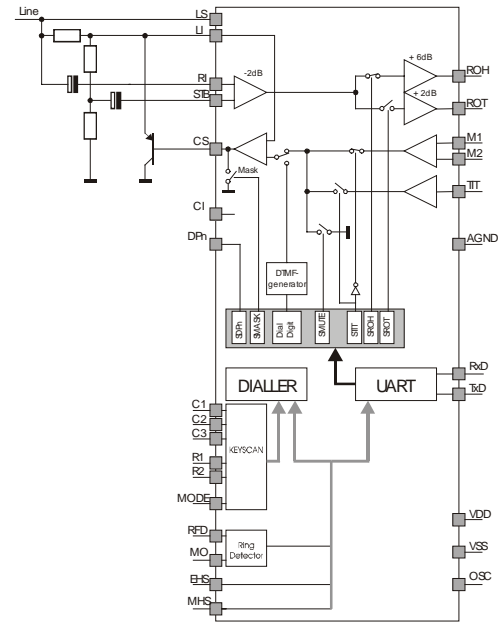 Line
LS
LI
RI
STB
CS
CI
DPn
-2dB
+ 6dB
+ 2dB
ROH
ROT
M1
M2
TIT
AGND
Mask
DTMF-
generator
SDPn
SMASK
Dial
Digit
SMUTE
STIT
SROH
SROT
DIALLER
UART
RxD
TxD
C1
C2
C3
R1
R2
MODE
KEYSCAN
RFD
MO
EHS
MHS
Ring
Detector
VDD
VSS
OSC